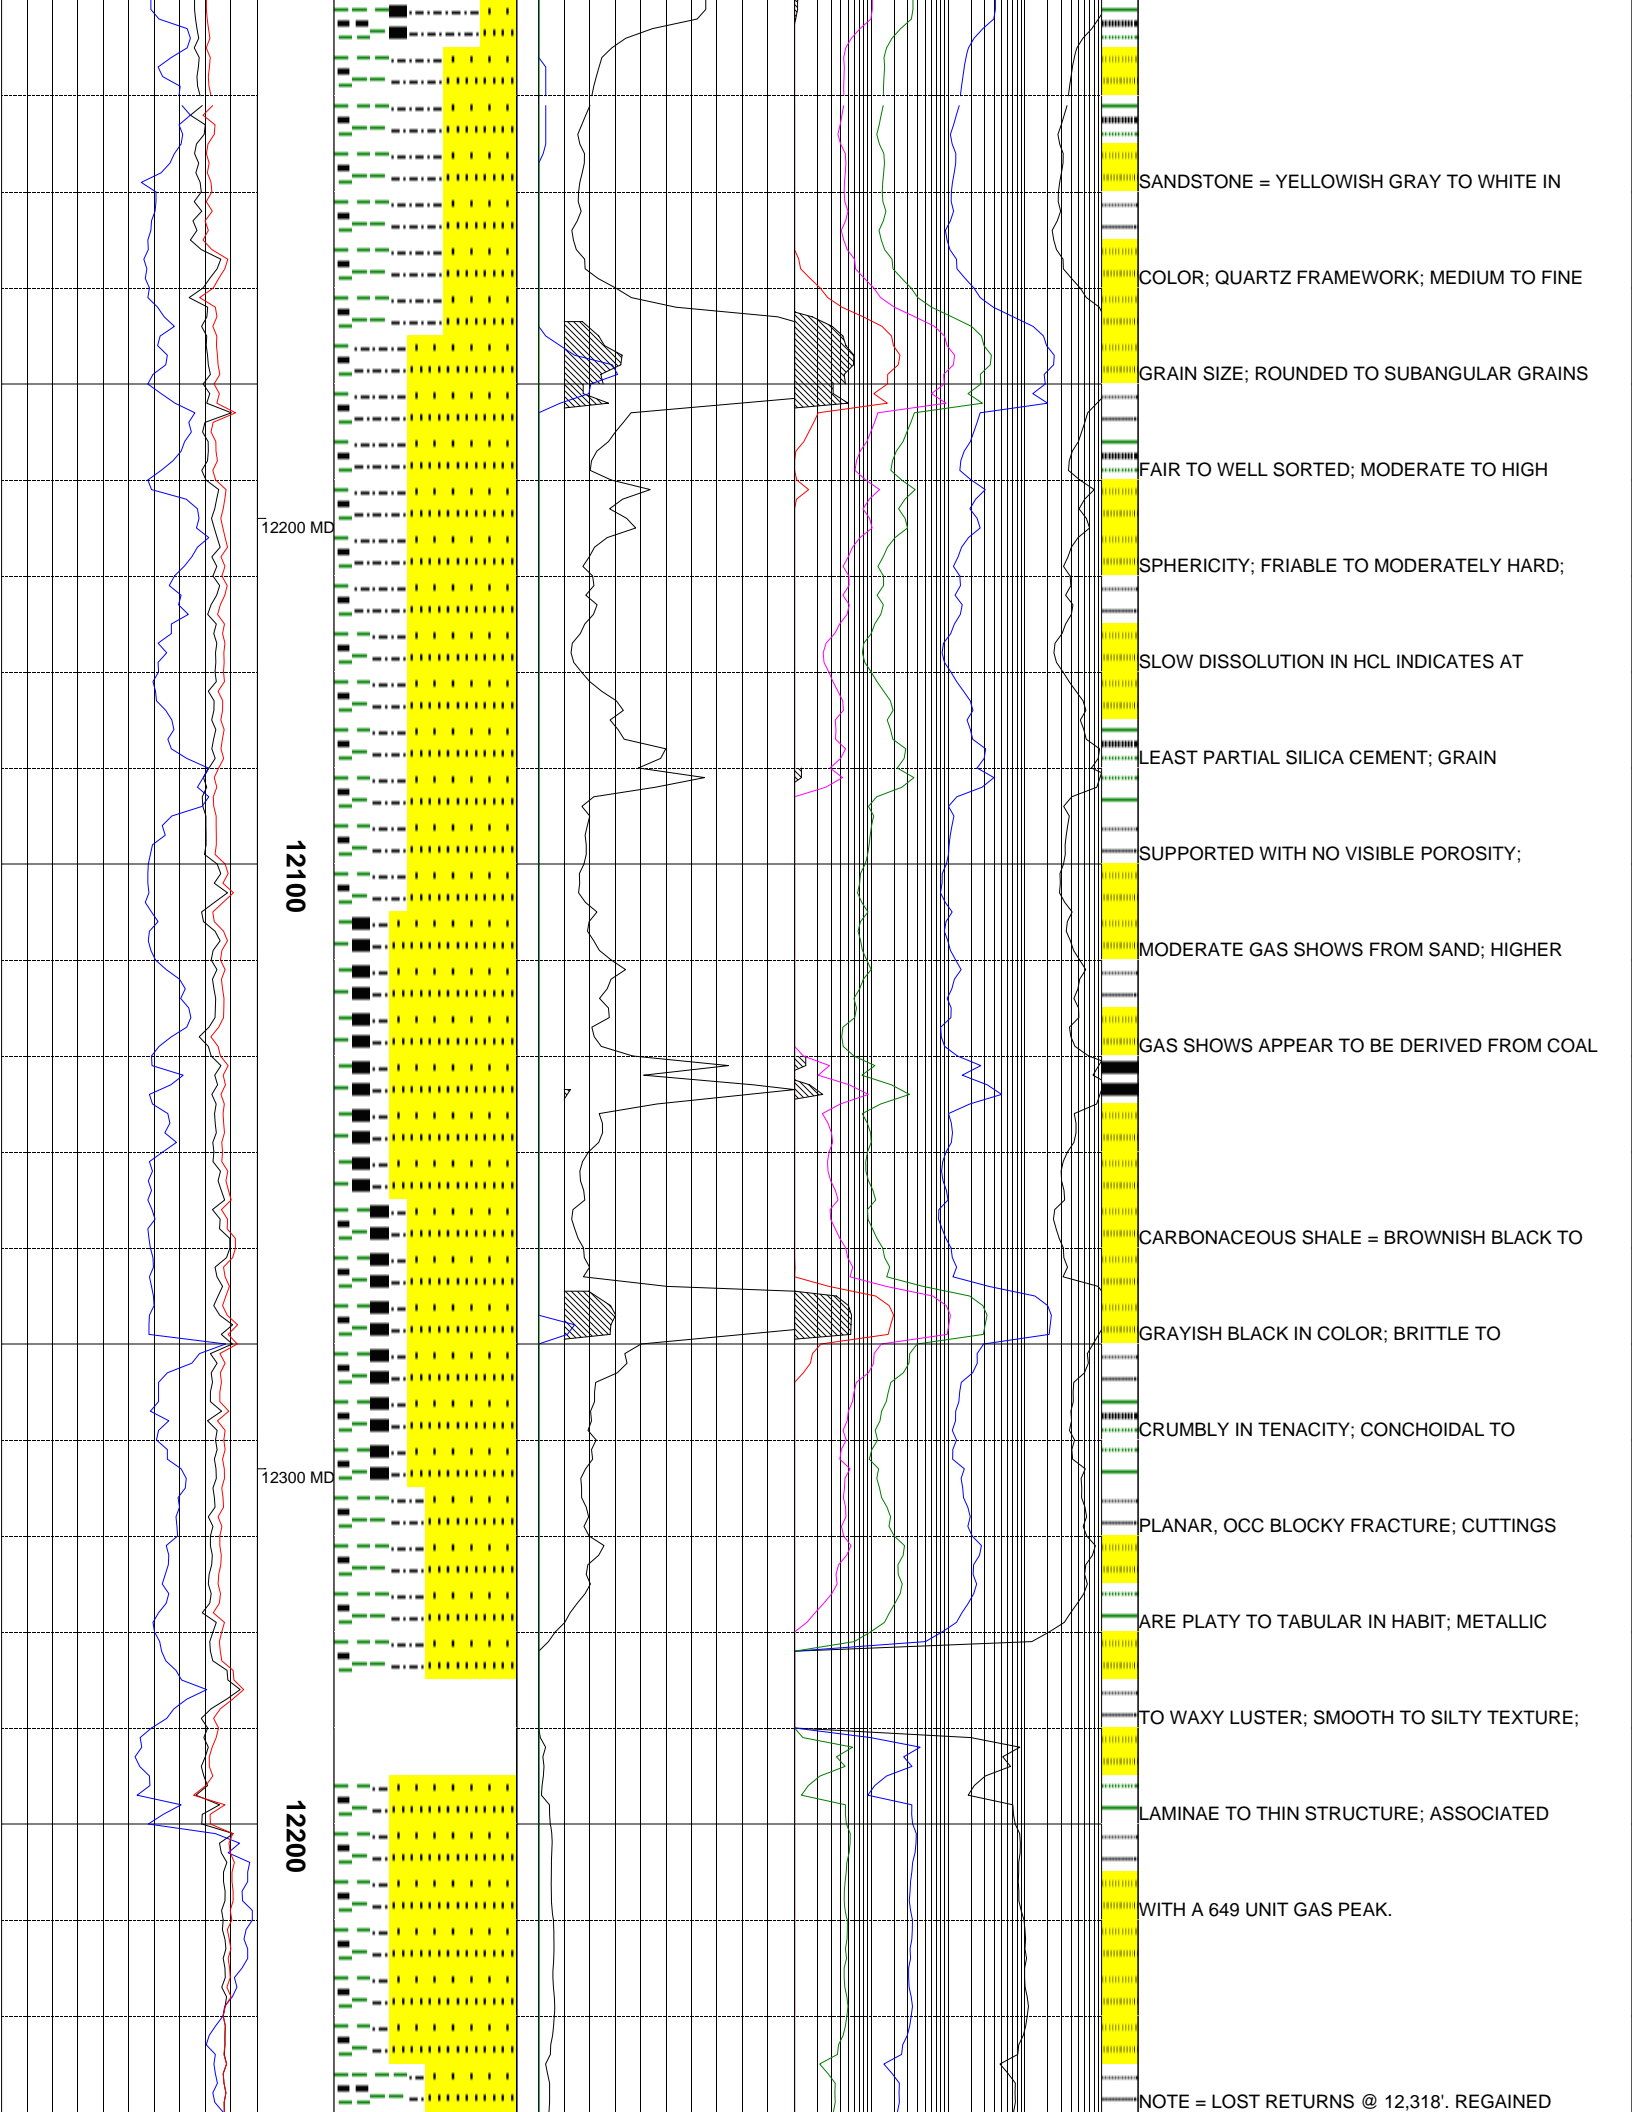 SANDSTONE = YELLOWISH GRAY TO WHITE IN
COLOR; QUARTZ FRAMEWORK; MEDIUM TO FINE
GRAIN SIZE; ROUNDED TO SUBANGULAR GRAINS
FAIR TO WELL SORTED; MODERATE TO HIGH
12200 MD
SPHERICITY; FRIABLE TO MODERATELY HARD;
SLOW DISSOLUTION IN HCL INDICATES AT
LEAST PARTIAL SILICA CEMENT; GRAIN
12100
SUPPORTED WITH NO VISIBLE POROSITY;
MODERATE GAS SHOWS FROM SAND; HIGHER
GAS SHOWS APPEAR TO BE DERIVED FROM COAL
CARBONACEOUS SHALE = BROWNISH BLACK TO
GRAYISH BLACK IN COLOR; BRITTLE TO
CRUMBLY IN TENACITY; CONCHOIDAL TO
12300 MD
PLANAR, OCC BLOCKY FRACTURE; CUTTINGS
ARE PLATY TO TABULAR IN HABIT; METALLIC
TO WAXY LUSTER; SMOOTH TO SILTY TEXTURE;
LAMINAE TO THIN STRUCTURE; ASSOCIATED
12200
WITH A 649 UNIT GAS PEAK.
NOTE = LOST RETURNS @ 12,318'. REGAINED